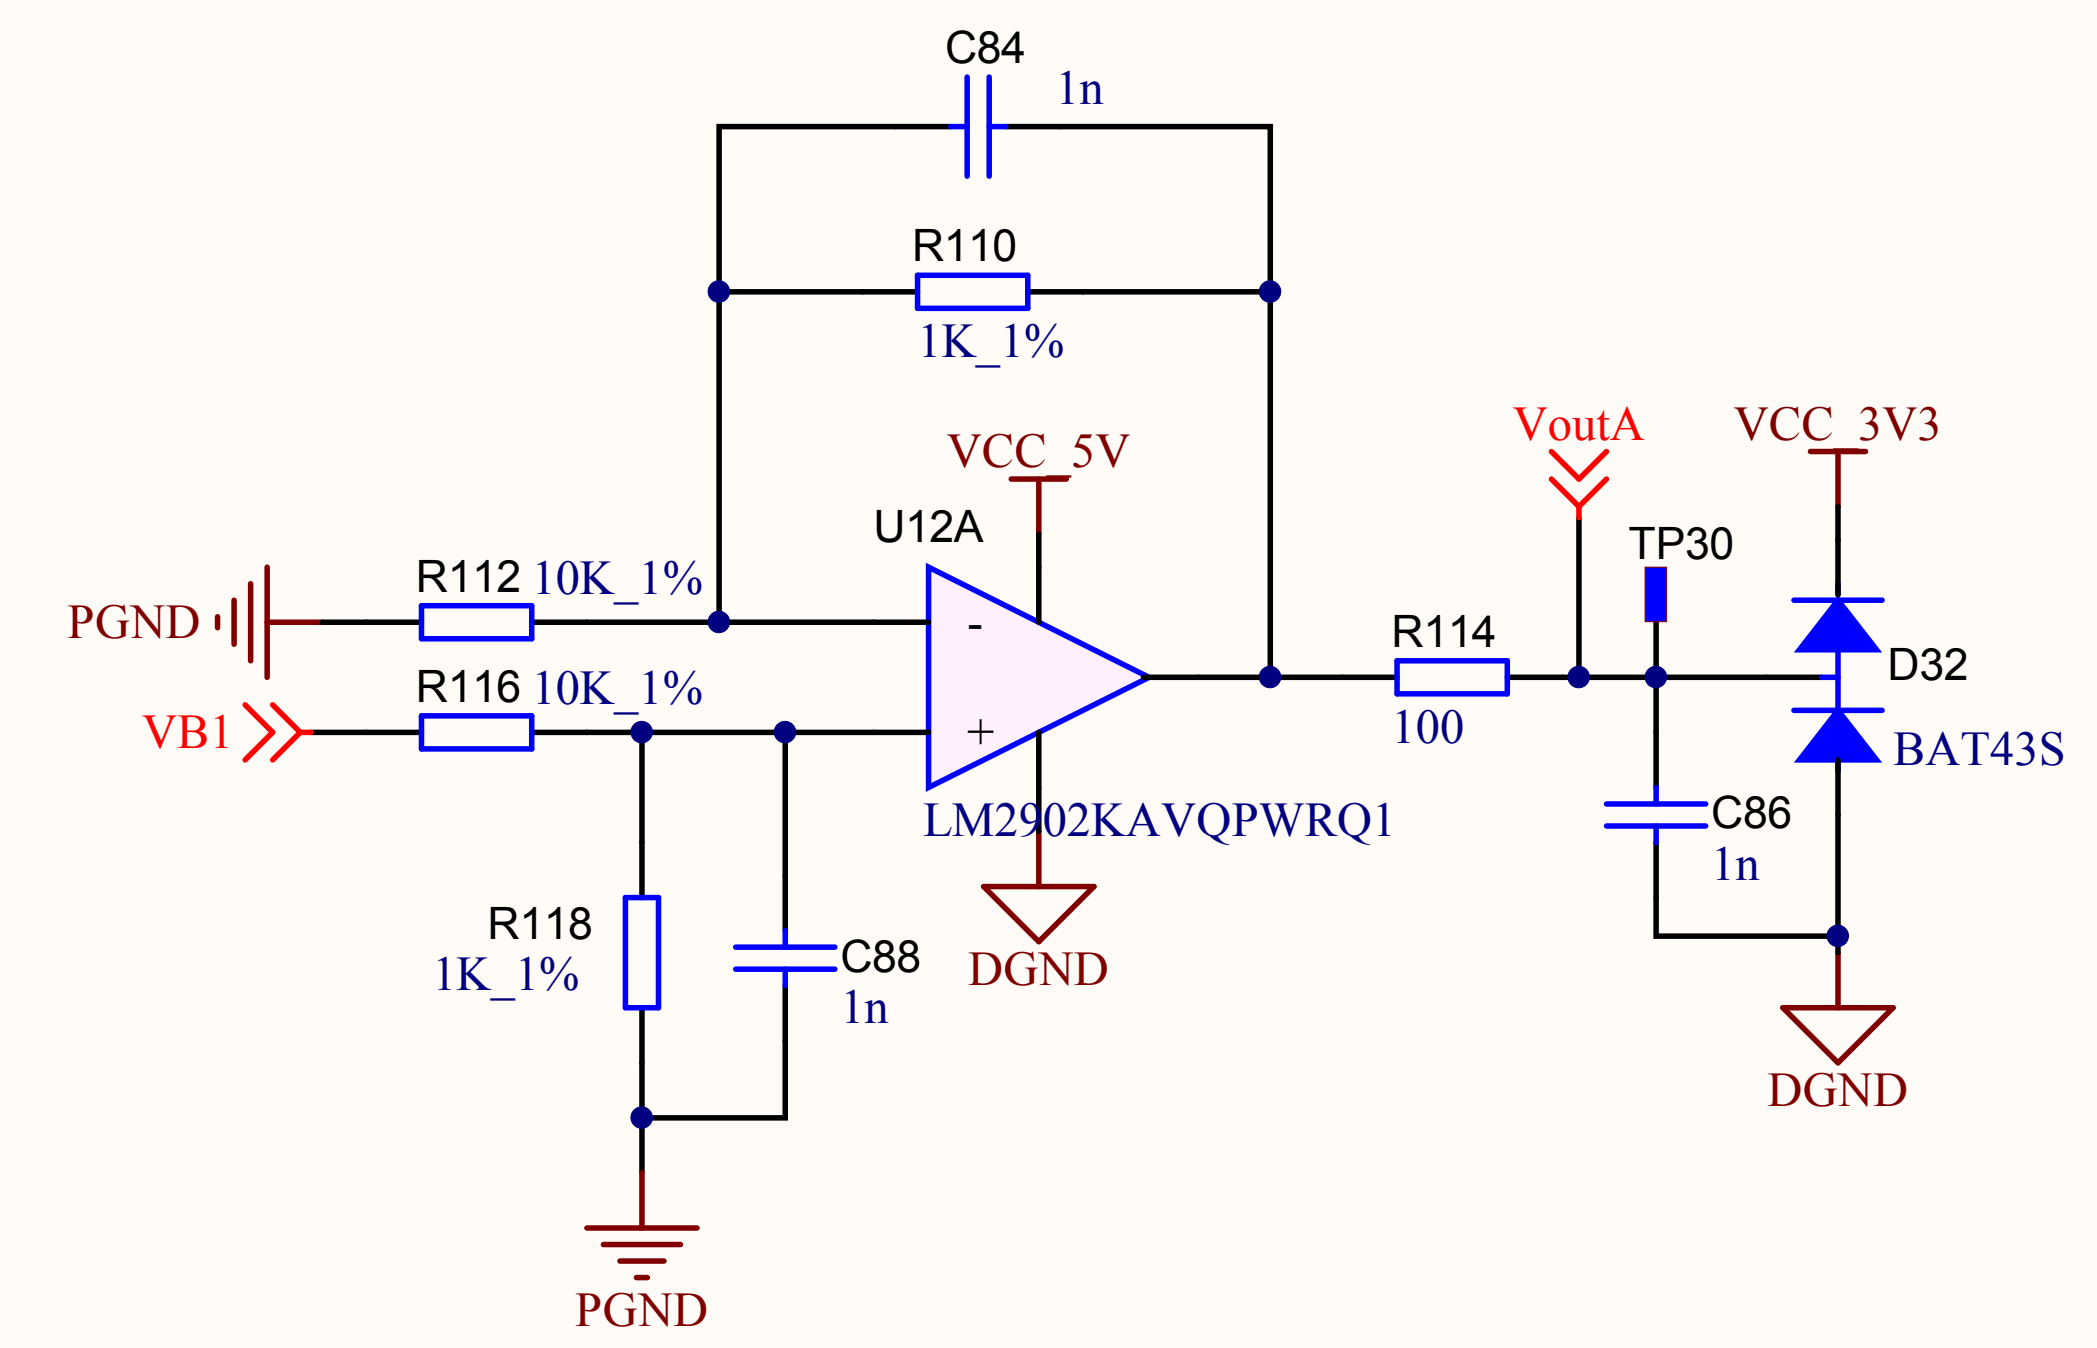 C84
1n
R110
1K_1%
VoutA
VCC_3V3
VCC_5V
U12A
TP30
R112 10K_1%
PGND
-
R114
D32
R116 10K_1%
VB1
+
100
BAT43S
LM2902KAVQPWRQ1
C86
1n
R118
1K_1%
C88
1n
DGND
DGND
PGND